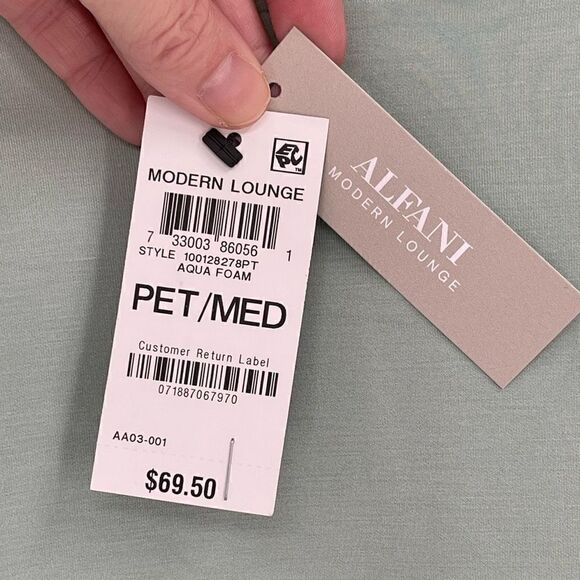 EPC™
MODERN LOUNGE
7 33003 86056 1
STYLE 100128278PT
AQUA FOAM
PET/MED
Customer Return Label
071887067970
AA03-001
$69.50
ALFANI
MODERN LOUNGE